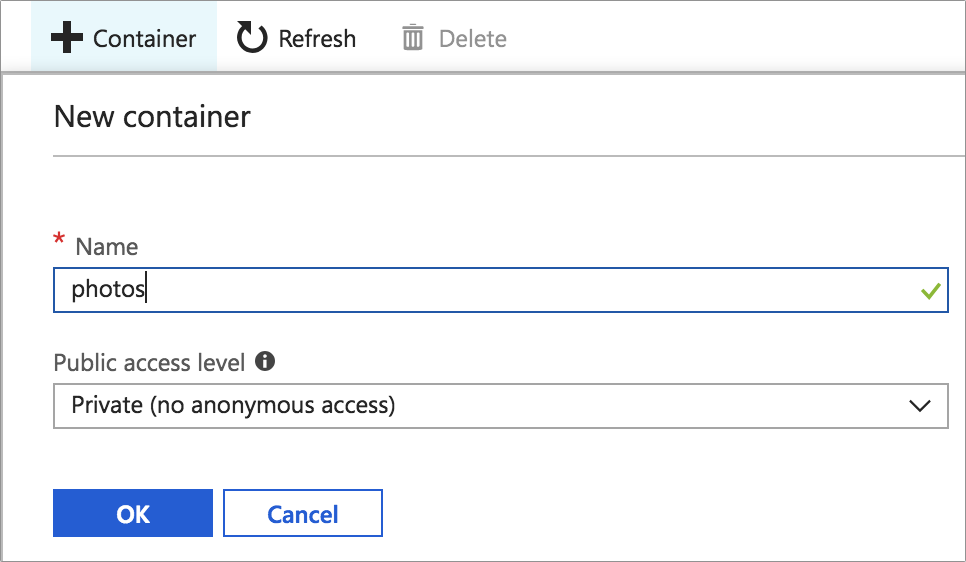 Container Refresh Delete
New container
* Name
photos
Public access level
Private (no anonymous access)
OK Cancel